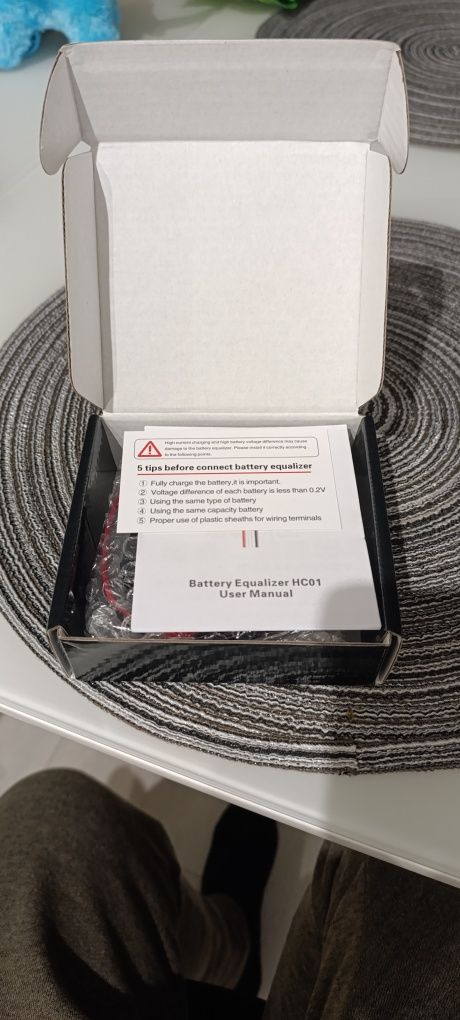 High current charging and high battery voltage difference may cause
damage to the battery equalizer. Please install it correctly according
to the following points.
5 tips before connect battery equalizer
① Fully charge the battery,it is important.
② Voltage difference of each battery is less than 0.2V
③ Using the same type of battery
④ Using the same capacity battery
⑤ Proper use of plastic sheaths for wiring terminals
Battery Equalizer HC01
User Manual